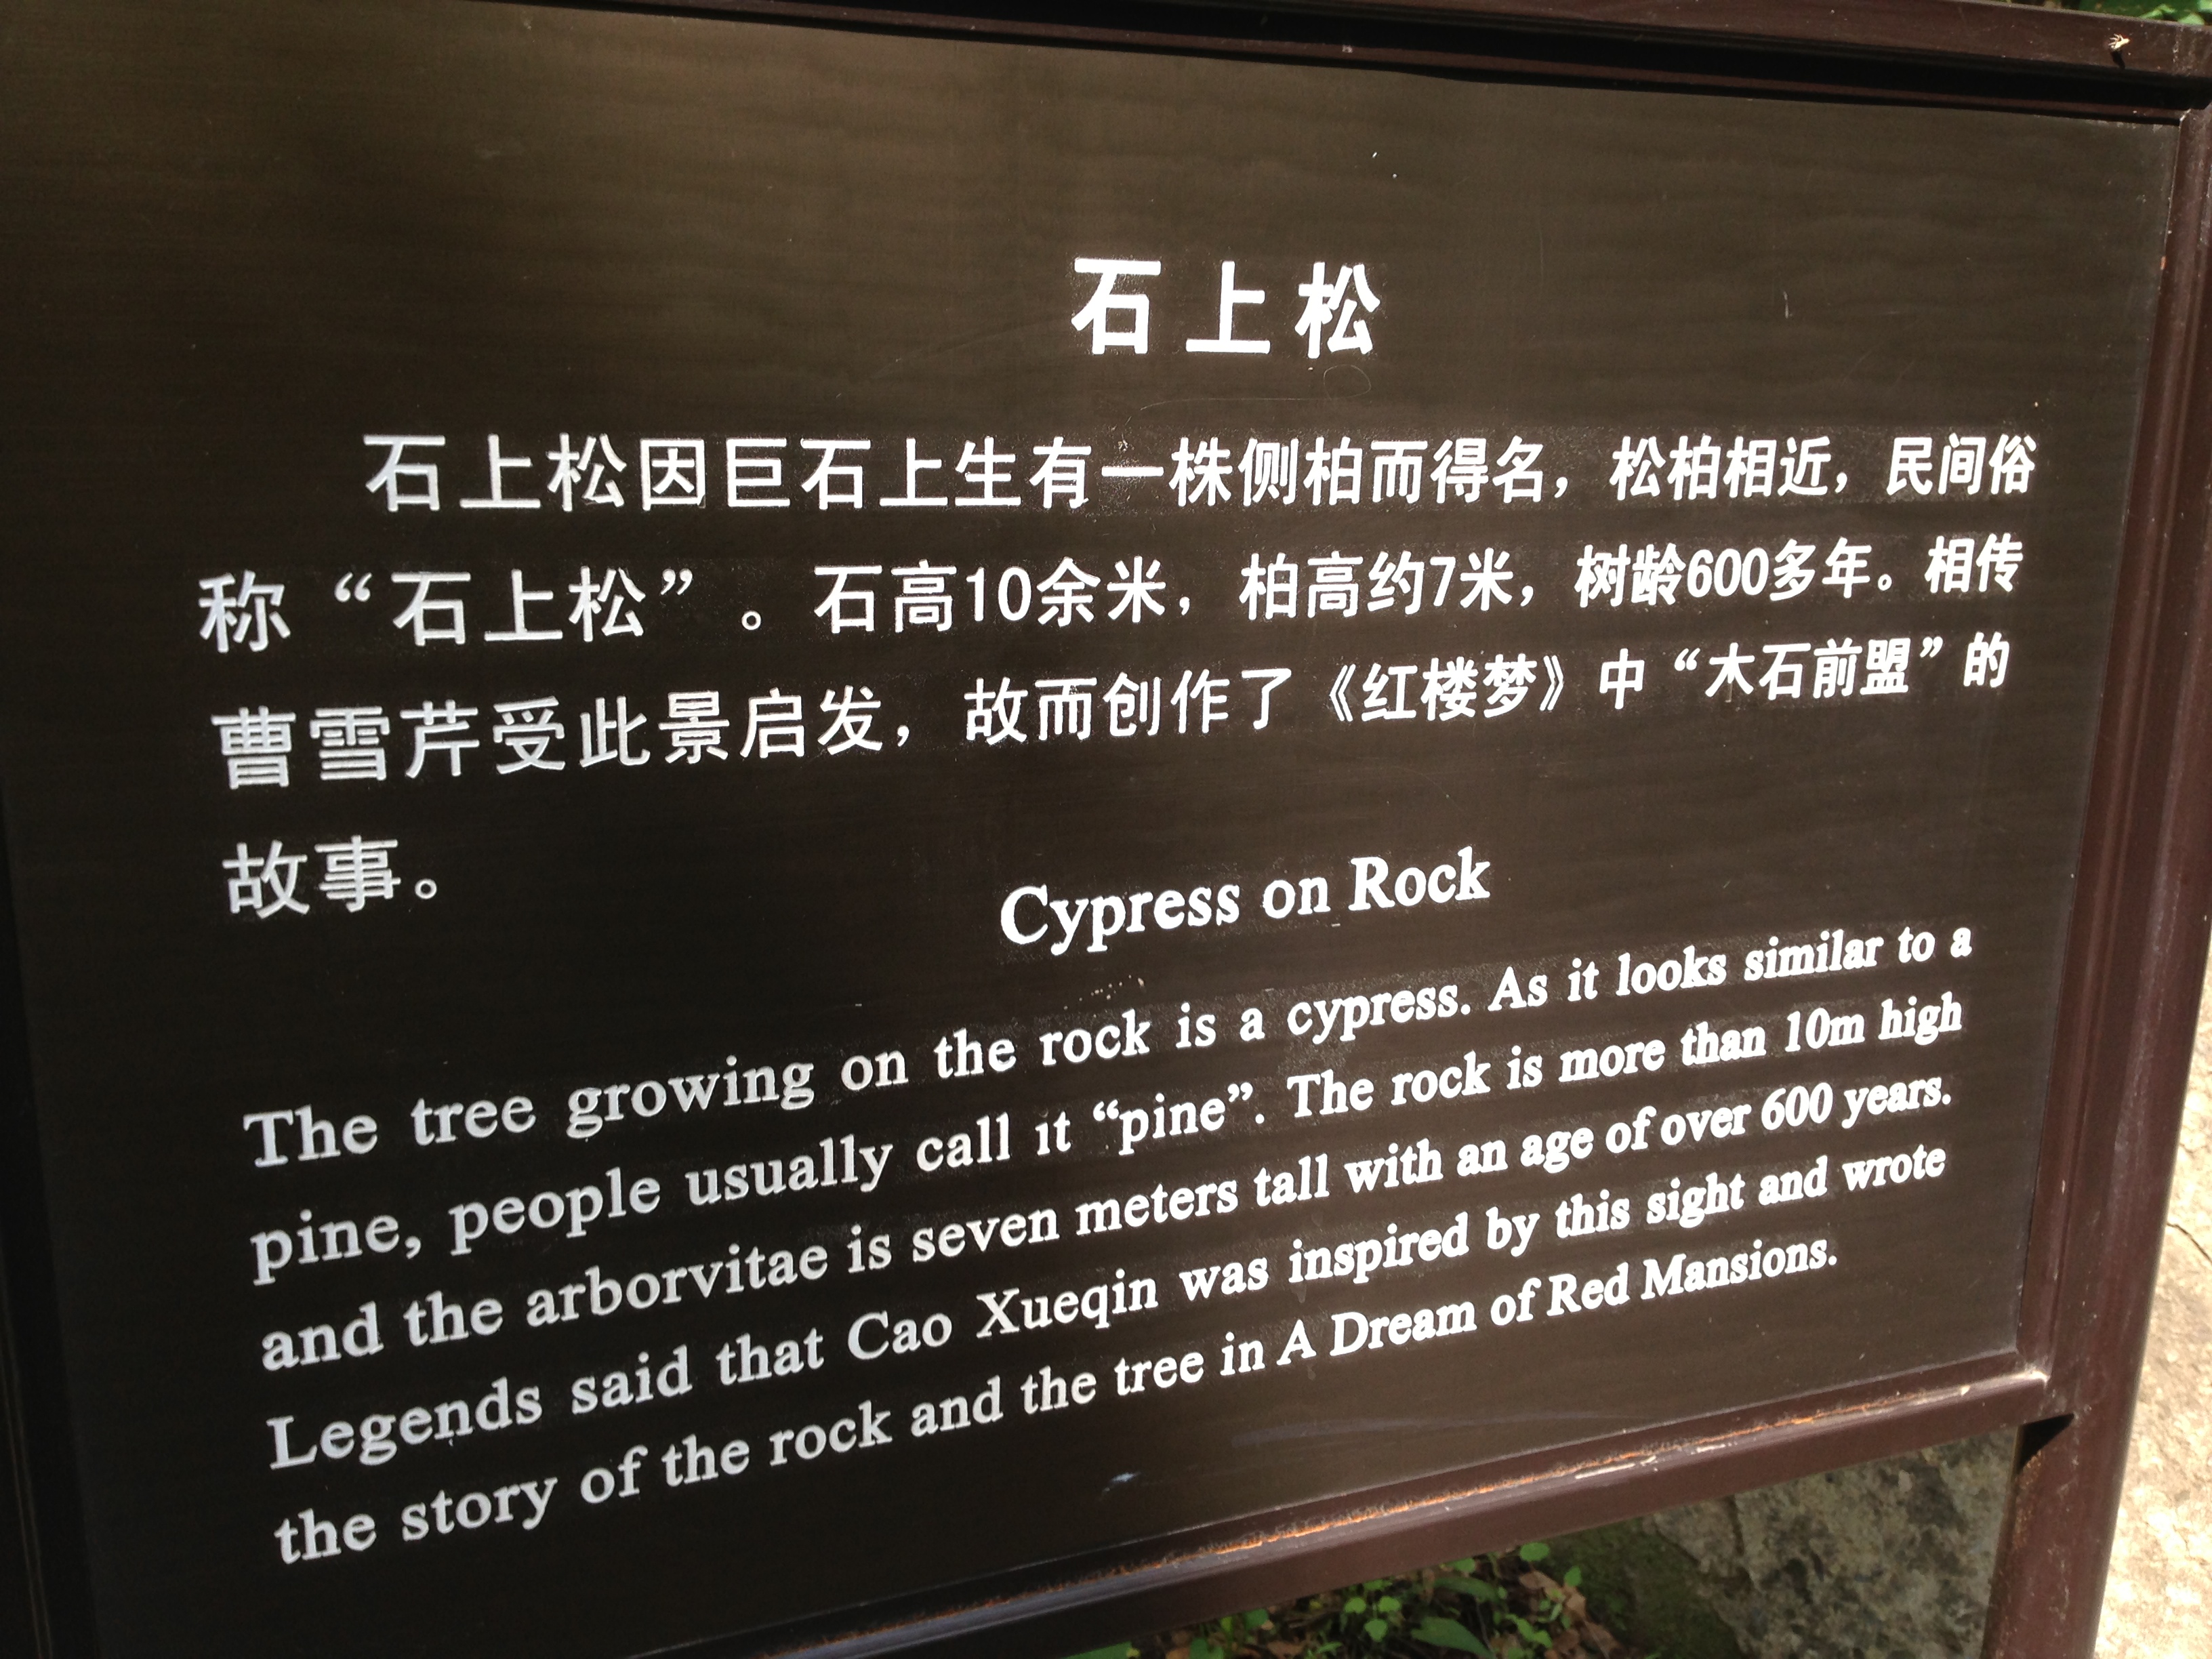 石上松
石上松因巨石上生有一株侧柏而得名，松柏相近，民间俗
称“石上松”。石高10余米，柏高约7米，树龄600多年。相传
曹雪芹受此景启发，故而创作了《红楼梦》中“木石前盟”的
故事。
Cypress on Rock
The tree growing on the rock is a cypress. As it looks similar to a
pine, people usually call it “pine”. The rock is more than 10m high
and the arborvitae is seven meters tall with an age of over 600 years.
Legends said that Cao Xueqin was inspired by this sight and wrote
the story of the rock and the tree in A Dream of Red Mansions.